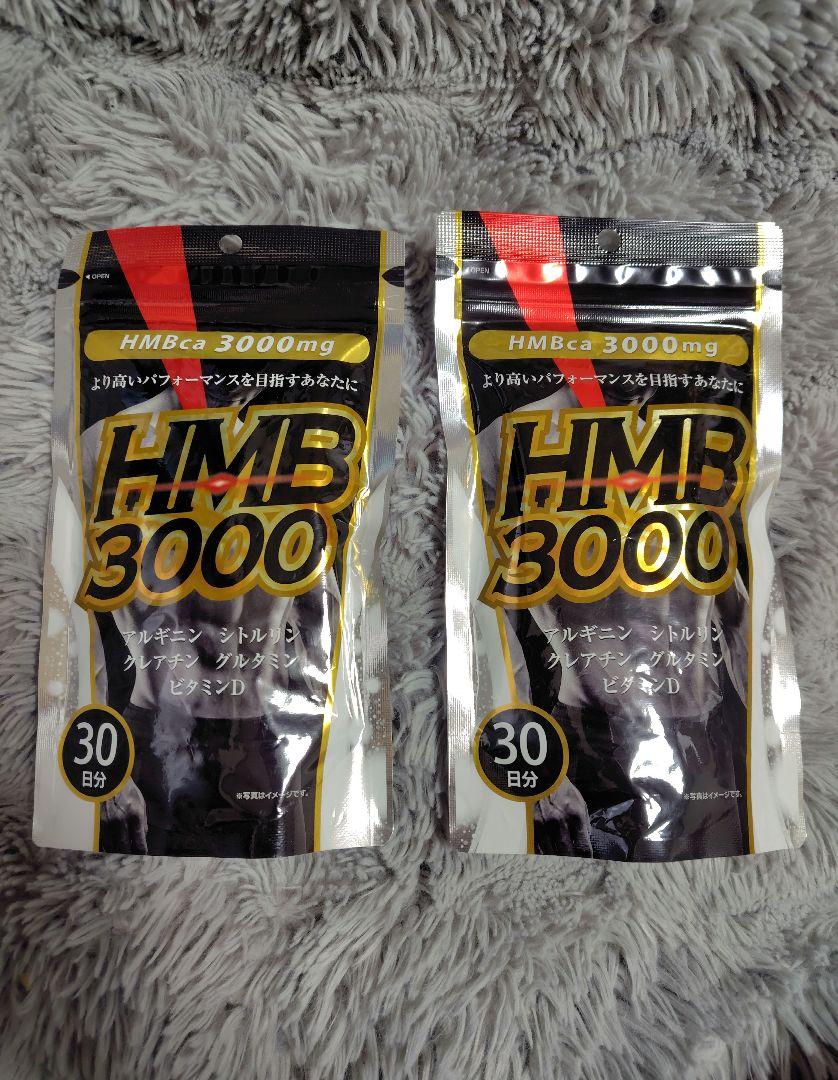 OPEN
HMBca 3000mg
より高いパフォーマンスを目指すあなたに
HMB
3000
アルギニン シトルリン
クレアチン グルタミン
ビタミンD
30
日分
※写真はイメージです。
OPEN
HMBca 3000mg
より高いパフォーマンスを目指すあなたに
HMB
3000
アルギニン シトルリン
クレアチン グルタミン
ビタミンD
30
日分
※写真はイメージです。